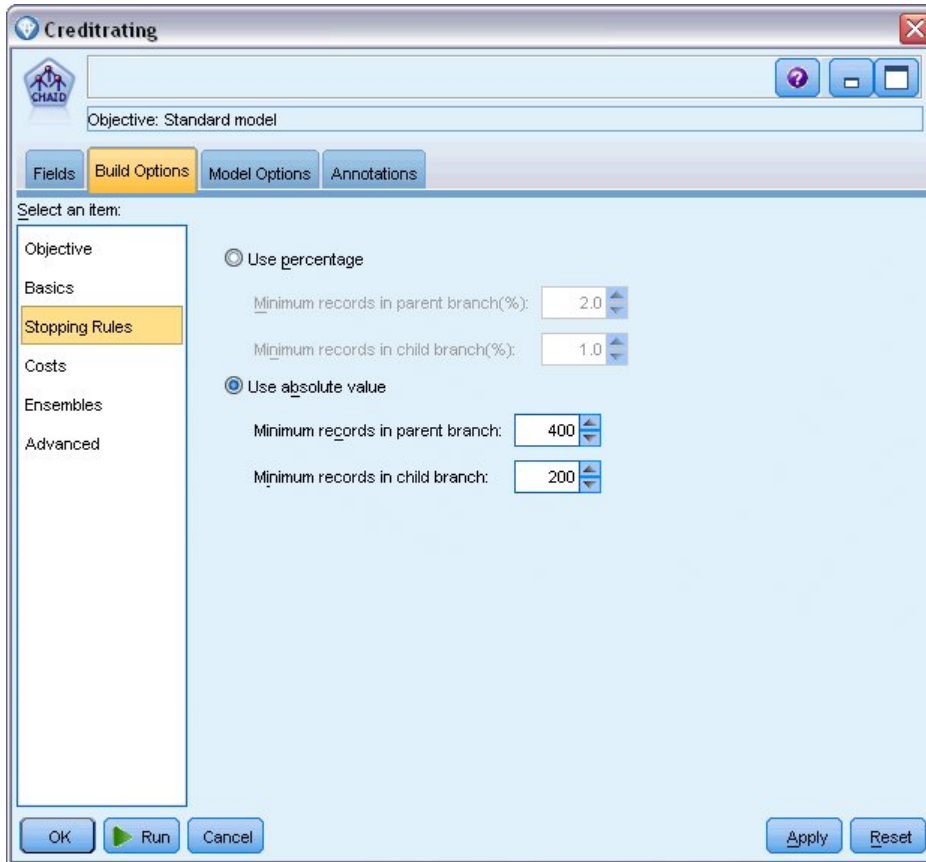 Creditrating
CHAID
Objective: Standard model
Fields Build Options Model Options Annotations
Select an item:
Objective
Basics
Stopping Rules
Costs
Ensembles
Advanced
Use percentage
Minimum records in parent branch(%): 2.0
Minimum records in child branch(%): 1.0
Use absolute value
Minimum records in parent branch: 400
Minimum records in child branch: 200
OK Run Cancel Apply Reset